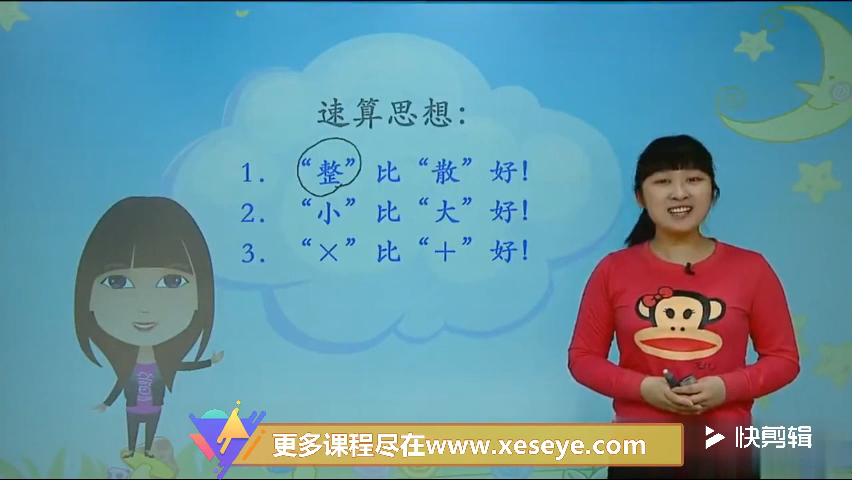 速算思想：
1. “整”比“散”好！
2. “小”比“大”好！
3. “×”比“＋”好！
更多课程尽在www.xeseye.com
快剪辑